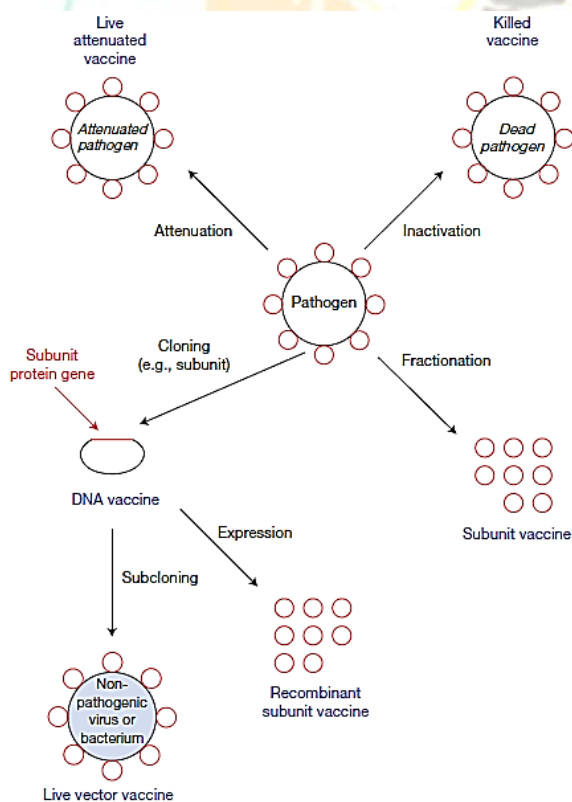 Live
attenuated
vaccine
Killed
vaccine
Attenuated
pathogen
Dead
pathogen
Attenuation
Inactivation
Pathogen
Cloning
(e.g., subunit)
Subunit
protein gene
Fractionation
DNA vaccine
Subunit vaccine
Expression
Subcloning
Non-
pathogenic
virus or
bacterium
Recombinant
subunit vaccine
Live vector vaccine